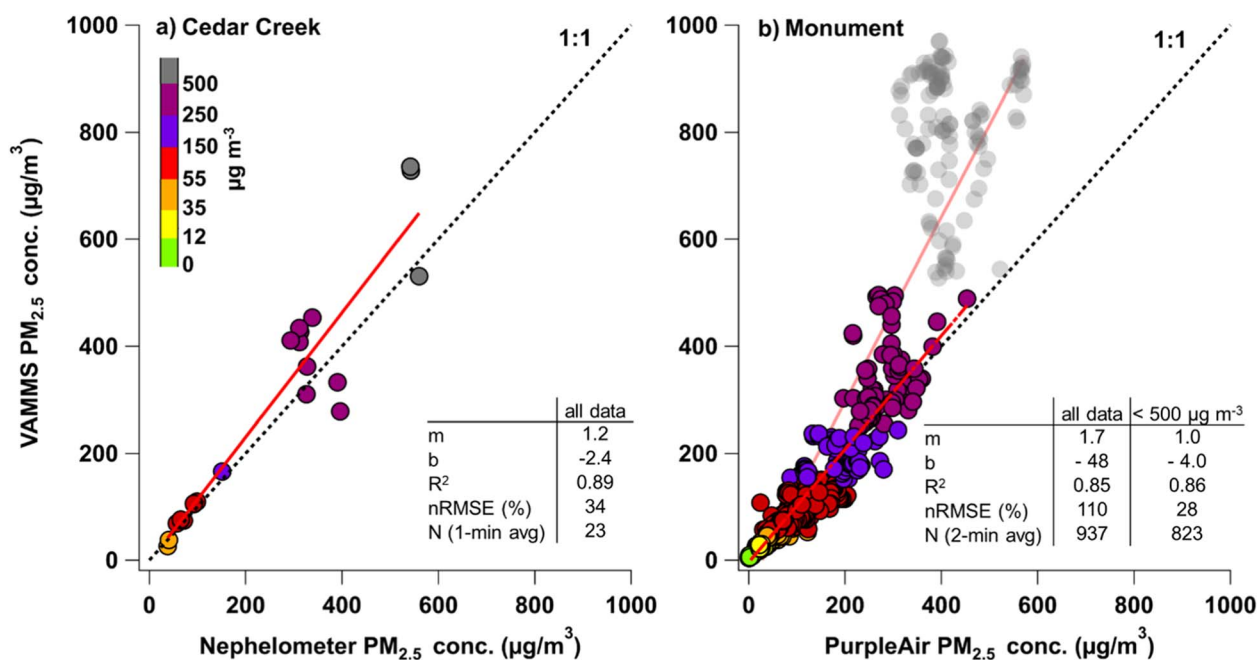 a) Cedar Creek
1:1
500
250
150
55
35
12
0
µg m⁻³
1000
800
600
400
200
0
VAMMS PM₂.₅ conc. (µg/m³)
all data
m 1.2
b -2.4
R² 0.89
nRMSE (%) 34
N (1-min avg) 23
0 200 400 600 800 1000
Nephelometer PM₂.₅ conc. (µg/m³)
b) Monument
1:1
1000
800
600
400
200
0
all data < 500 µg m⁻³
m 1.7 1.0
b - 48 - 4.0
R² 0.85 0.86
nRMSE (%) 110 28
N (2-min avg) 937 823
0 200 400 600 800 1000
PurpleAir PM₂.₅ conc. (µg/m³)